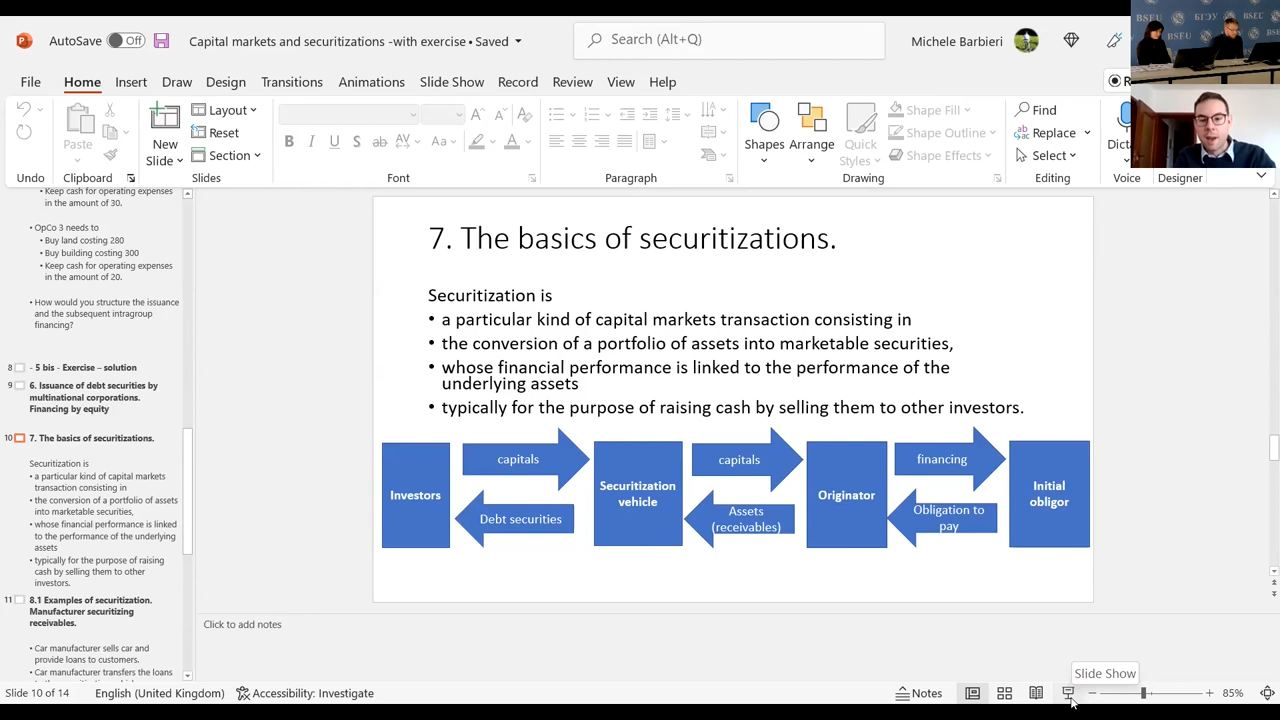 AutoSave
Off
Capital markets and securitizations -with exercise • Saved
Search (Alt+Q)
Michele Barbieri
BSEU
БГЭУ
BSEU
File
Home
Insert
Draw
Design
Transitions
Animations
Slide Show
Record
Review
View
Help
Paste
New
Slide
Layout
Reset
Section
Shapes
Arrange
Quick
Styles
Shape Fill
Shape Outline
Shape Effects
Find
Replace
Select
Undo
Clipboard
Slides
Font
Paragraph
Drawing
Editing
Voice
Designer
• Keep cash for operating expenses
in the amount of 30.
• OpCo 3 needs to
• Buy land costing 280
• Buy building costing 300
• Keep cash for operating expenses
in the amount of 20.
• How would you structure the issuance
and the subsequent intragroup
financing?
8 - 5 bis - Exercise – solution
9 6. Issuance of debt securities by
multinational corporations.
Financing by equity
10 7. The basics of securitizations.
Securitization is
• a particular kind of capital markets
transaction consisting in
• the conversion of a portfolio of assets
into marketable securities,
• whose financial performance is linked
to the performance of the underlying
assets
• typically for the purpose of raising
cash by selling them to other
investors.
11 8.1 Examples of securitization.
Manufacturer securitizing
receivables.
• Car manufacturer sells car and
provide loans to customers.
• Car manufacturer transfers the loans
7. The basics of securitizations.
Securitization is
• a particular kind of capital markets transaction consisting in
• the conversion of a portfolio of assets into marketable securities,
• whose financial performance is linked to the performance of the
underlying assets
• typically for the purpose of raising cash by selling them to other investors.
Investors
capitals
Debt securities
Securitization
vehicle
capitals
Assets
(receivables)
Originator
financing
Obligation to
pay
Initial
obligor
Click to add notes
Slide Show
Slide 10 of 14
English (United Kingdom)
Accessibility: Investigate
Notes
85%